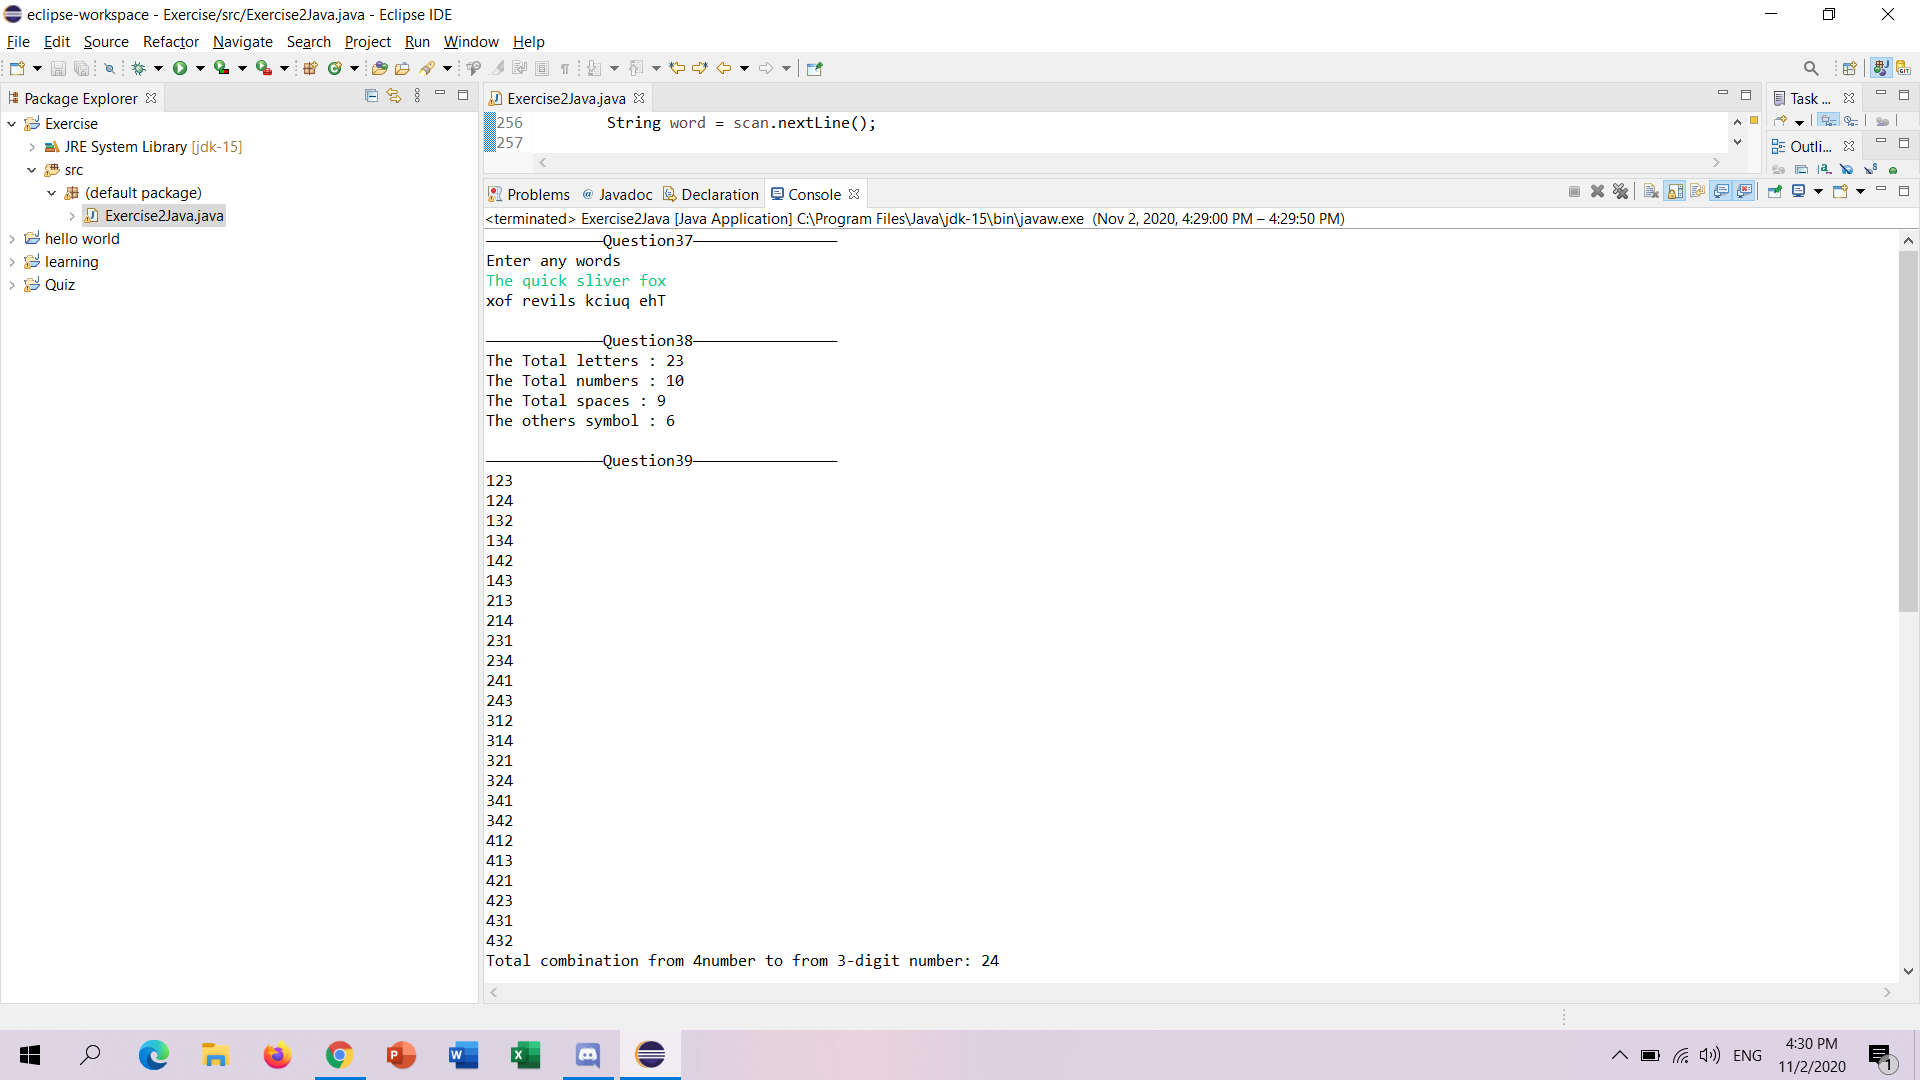 eclipse-workspace - Exercise/src/Exercise2Java.java - Eclipse IDE
File Edit Source Refactor Navigate Search Project Run Window Help
Package Explorer
Exercise
JRE System Library [jdk-15]
src
(default package)
Exercise2Java.java
hello world
learning
Quiz
Exercise2Java.java
256 String word = scan.nextLine();
257
Task ...
Outli...
Problems @ Javadoc Declaration Console
<terminated> Exercise2Java [Java Application] C:\Program Files\Java\jdk-15\bin\javaw.exe (Nov 2, 2020, 4:29:00 PM – 4:29:50 PM)
—————————————Question37————————————————
Enter any words
The quick sliver fox
xof revils kciuq ehT
—————————————Question38————————————————
The Total letters : 23
The Total numbers : 10
The Total spaces : 9
The others symbol : 6
—————————————Question39————————————————
123
124
132
134
142
143
213
214
231
234
241
243
312
314
321
324
341
342
412
413
421
423
431
432
Total combination from 4number to from 3-digit number: 24
ENG
4:30 PM
11/2/2020
1